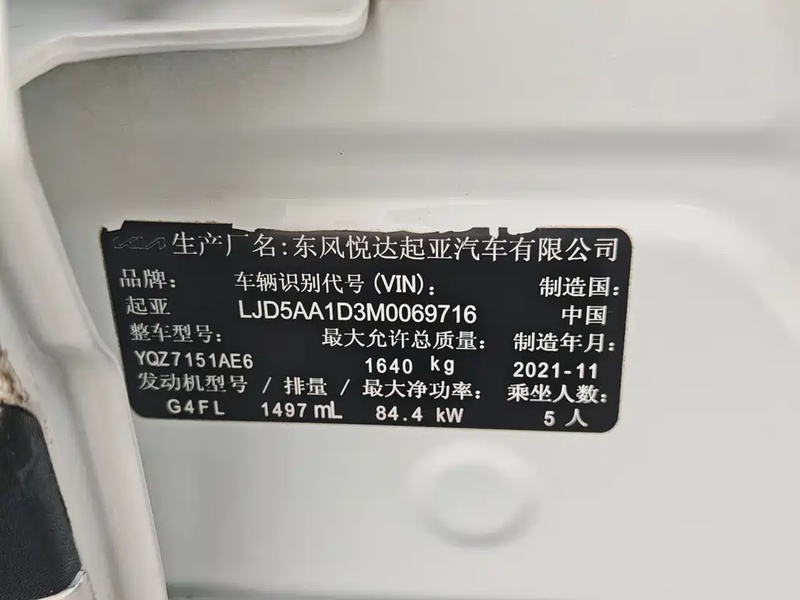 KIA 生产厂名:东风悦达起亚汽车有限公司
品牌: 车辆识别代号(VIN): 制造国:
起亚 LJD5AA1D3M0069716 中国
整车型号: 最大允许总质量: 制造年月:
YQZ7151AE6 1640 kg 2021-11
发动机型号 / 排量 / 最大净功率: 乘坐人数:
G4FL 1497mL 84.4 kW 5 人